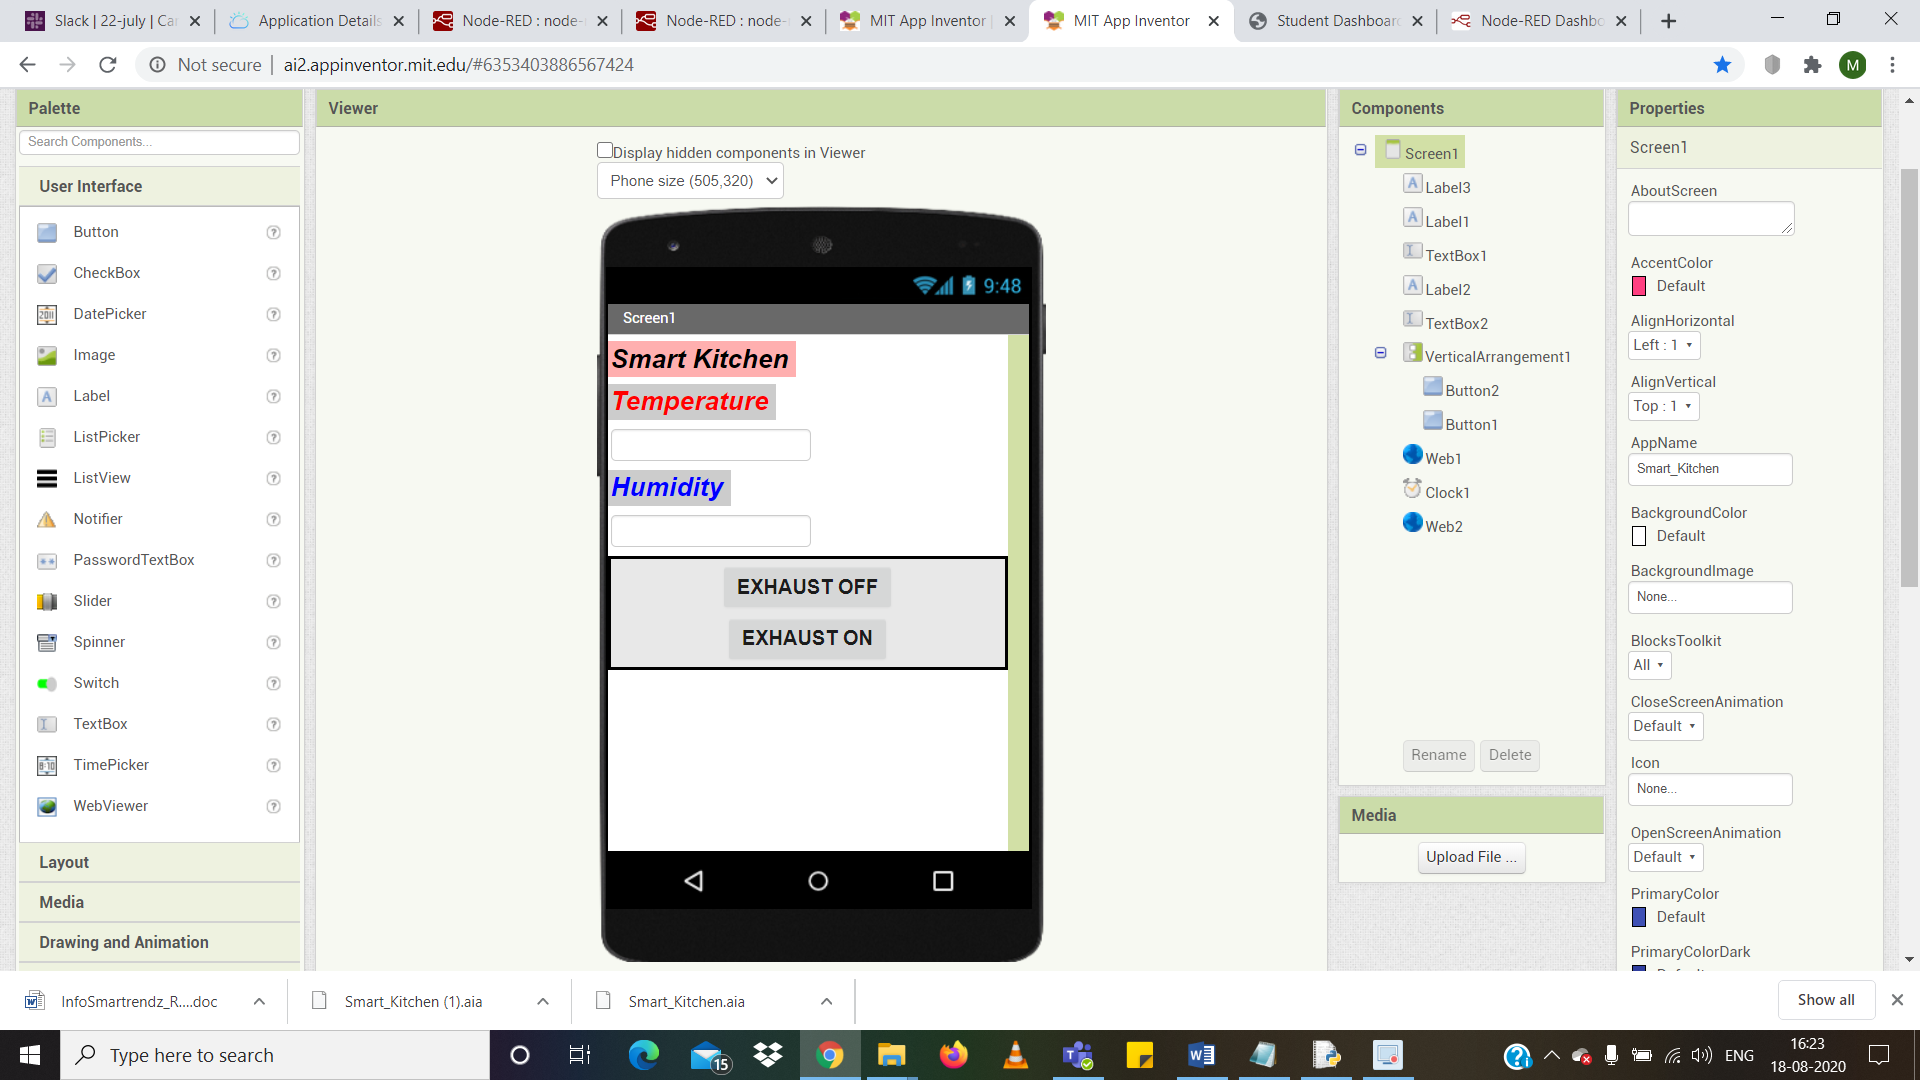 Slack | 22-july | Ca
Application Details
Node-RED : node-
Node-RED : node-
MIT App Inventor
MIT App Inventor
Student Dashboard
Node-RED Dashbo
Not secure
ai2.appinventor.mit.edu/#6353403886567424
M
Palette
Search Components...
User Interface
Button
CheckBox
DatePicker
Image
Label
ListPicker
ListView
Notifier
PasswordTextBox
Slider
Spinner
Switch
TextBox
TimePicker
WebViewer
Layout
Media
Drawing and Animation
Viewer
Display hidden components in Viewer
Phone size (505,320)
9:48
Screen1
Smart Kitchen
Temperature
Humidity
EXHAUST OFF
EXHAUST ON
Components
Screen1
Label3
Label1
TextBox1
Label2
TextBox2
VerticalArrangement1
Button2
Button1
Web1
Clock1
Web2
Rename
Delete
Media
Upload File ...
Properties
Screen1
AboutScreen
AccentColor
Default
AlignHorizontal
Left : 1
AlignVertical
Top : 1
AppName
Smart_Kitchen
BackgroundColor
Default
BackgroundImage
None...
BlocksToolkit
All
CloseScreenAnimation
Default
Icon
None...
OpenScreenAnimation
Default
PrimaryColor
Default
PrimaryColorDark
InfoSmartrendz_R....doc
Smart_Kitchen (1).aia
Smart_Kitchen.aia
Show all
Type here to search
15
ENG
16:23
18-08-2020